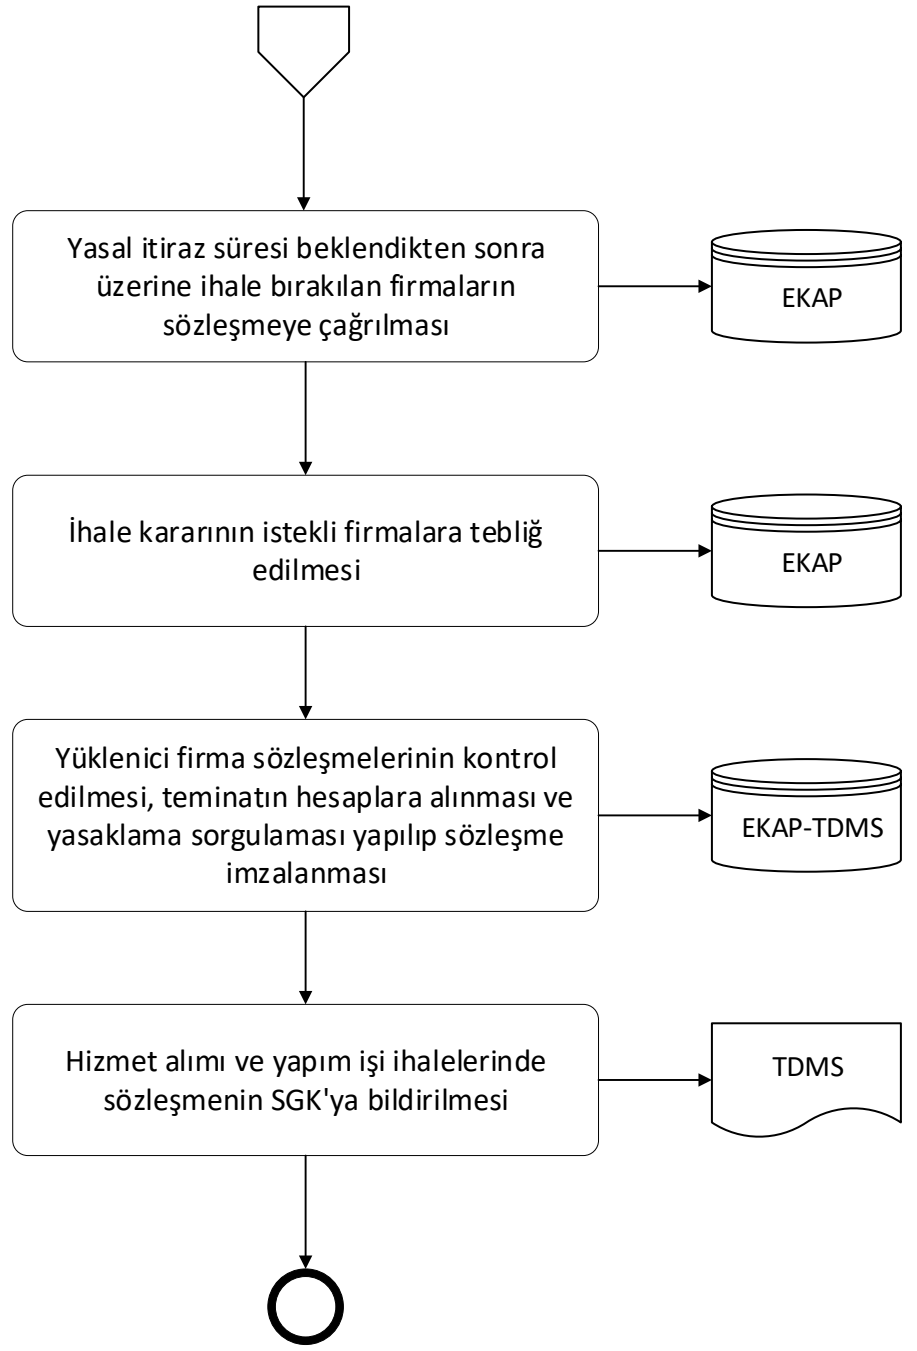 Yasal itiraz süresi beklendikten sonra
üzerine ihale bırakılan firmaların
sözleşmeye çağrılması
EKAP
İhale kararının istekli firmalara tebliğ
edilmesi
EKAP
Yüklenici firma sözleşmelerinin kontrol
edilmesi, teminatın hesaplara alınması ve
yasaklama sorgulaması yapılıp sözleşme
imzalanması
EKAP-TDMS
Hizmet alımı ve yapım işi ihalelerinde
sözleşmenin SGK'ya bildirilmesi
TDMS